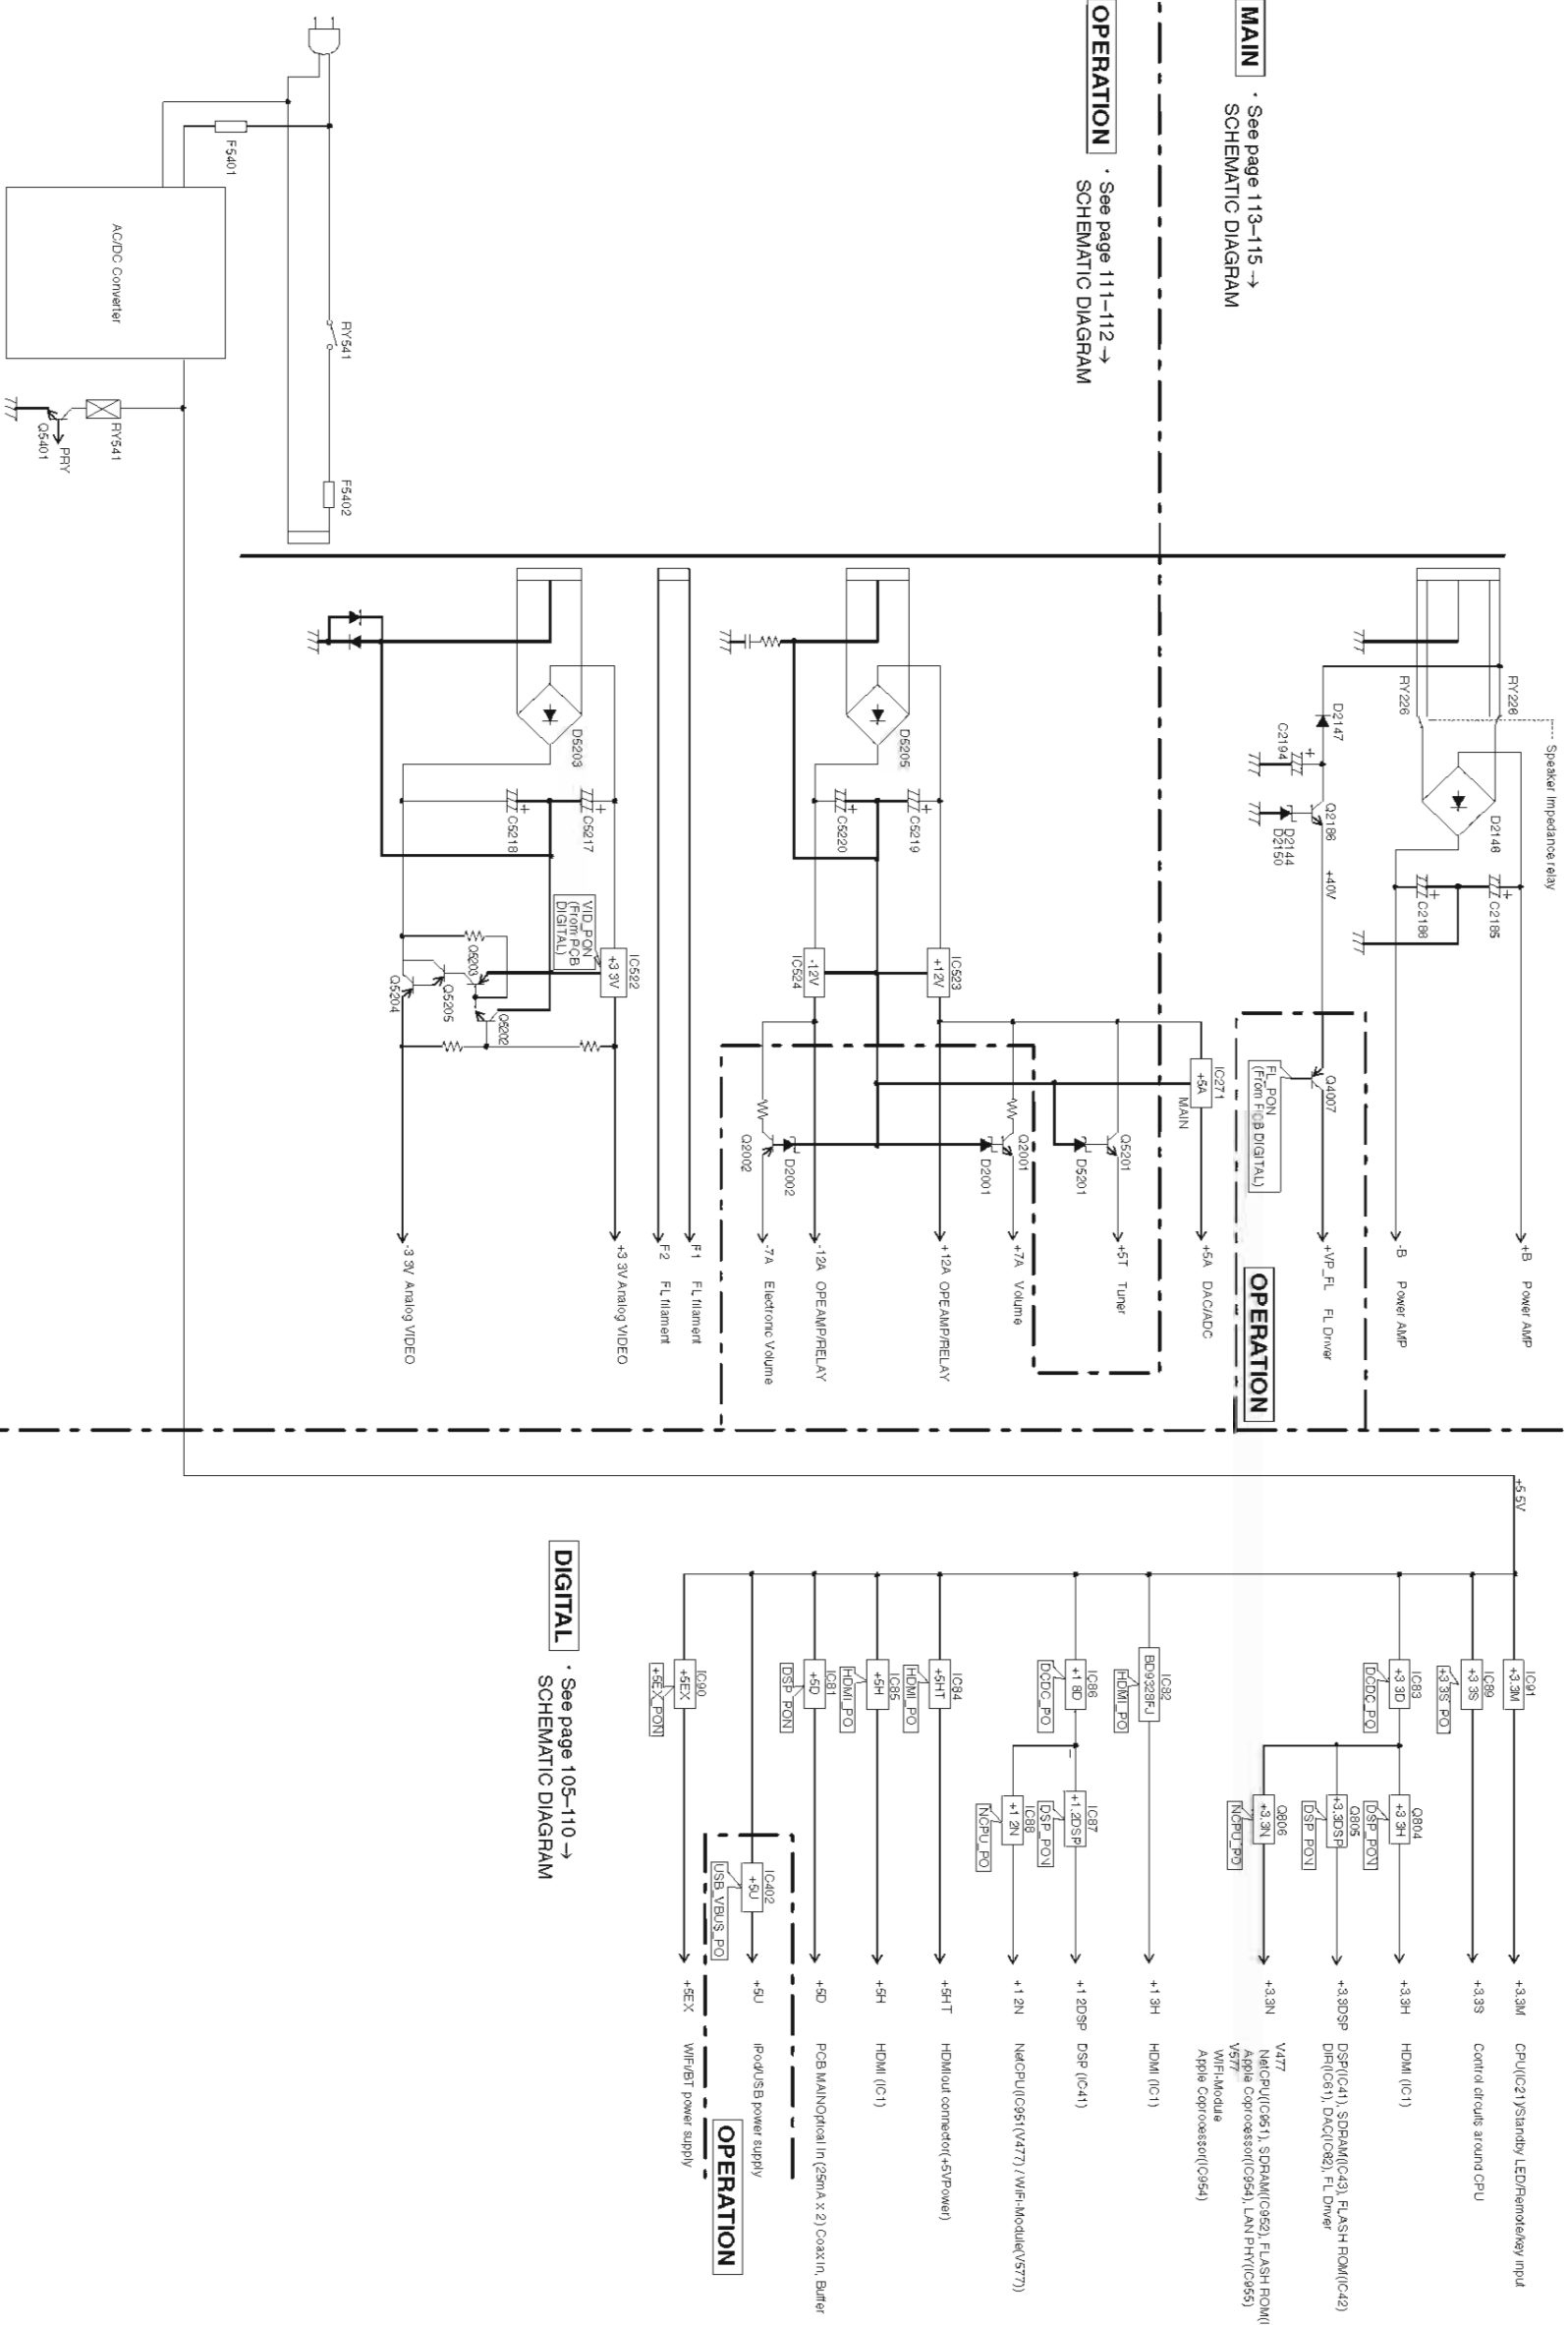 MAIN
· See page 113–115 →
SCHEMATIC DIAGRAM
Speaker impedance relay
RY226
RY226
D2146
C2185
C2186
+B Power AMP
-B Power AMP
D2147
C2194
+
Q2186
D2144
D2150
+40V
Q4007
FL_PON
+VP_FL FL Driver
OPERATION
IC271
+5A
MAIN
+5A DAC/ADC
OPERATION
· See page 111–112 →
SCHEMATIC DIAGRAM
Q5201
D5201
+5T Tuner
Q2001
D2001
+7A Volume
D5205
C5219
C5220
IC523
+12V
-12V
IC524
+12A OPEAMP/RELAY
-12A OPEAMP/RELAY
D2002
Q2002
-7A Electronic Volume
F1 FL filament
F2 FL filament
D5203
C5217
C5218
VID_PON
(From PCB
DIGITAL)
IC522
+3 3V
Q5203
Q5205
Q5204
Q5202
+3 3V Analog VIDEO
-3 3V Analog VIDEO
F5401
RY541
F5402
AC/DC Converter
RY541
PRY
Q5401
+5 5V
IC91
+3.3M
+3.3M CPU(IC21)/Standby LED/Remote/key input
IC89
+3 3S
+3 3S_PO
+3.3S Control circuits around CPU
IC83
+3 3D
DCDC_PO
Q804
+3 3H
DSP_PON
+3.3H HDMI (IC1)
Q805
+3.3DSP
DSP_PON
+3.3DSP DSP(IC41), SDRAM(IC43), FLASH ROM(IC42)
DIR(IC61), DAC(IC62), FL Driver
Q806
+3.3N
NCPU_PO
+3.3N
V477
NetCPU(IC951), SDRAM(IC952), FLASH ROM(I
Apple Coprocessor(IC954), LAN PHY(IC955)
V577
WIFI-Module
Apple Coprocessor(IC954)
IC82
BD9328FJ
HDMI_PO
+1 3H HDMI (IC1)
IC86
+1 8D
DCDC_PO
IC87
+1.2DSP
DSP_PON
+1 2DSP DSP (IC41)
IC88
+1 2N
NCPU_PO
+1 2N NetCPU(IC951(V477) / WIFI-Module(V577))
IC84
+5HT
HDMI_PO
+5HT HDMIout connector(+5VPower)
IC85
+5H
HDMI_PO
+5H HDMI (IC1)
IC81
+5D
DSP_PON
+5D PCB MAINOptical In (25mA x 2) Coax In, Buffer
IC402
+5U
USB_VBUS_PO
+5U iPod/USB power supply
OPERATION
IC90
+5EX
+5EX_PON
+5EX WIFI/BT power supply
DIGITAL
· See page 105–110 →
SCHEMATIC DIAGRAM